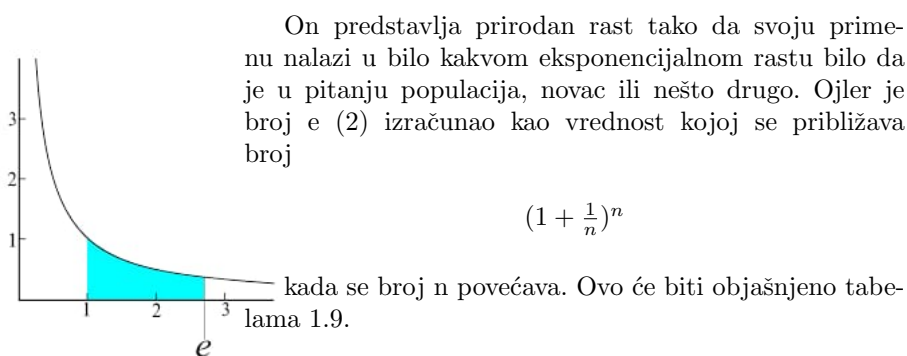 On predstavlja prirodan rast tako da svoju prime-
nu nalazi u bilo kakvom eksponencijalnom rastu bilo da
je u pitanju populacija, novac ili nešto drugo. Ojler je
broj e (2) izračunao kao vrednost kojoj se približava
broj
(1 + 1/n)^n
kada se broj n povećava. Ovo će biti objašnjeno tabe-
lama 1.9.
3
2
1
1 2 3
e